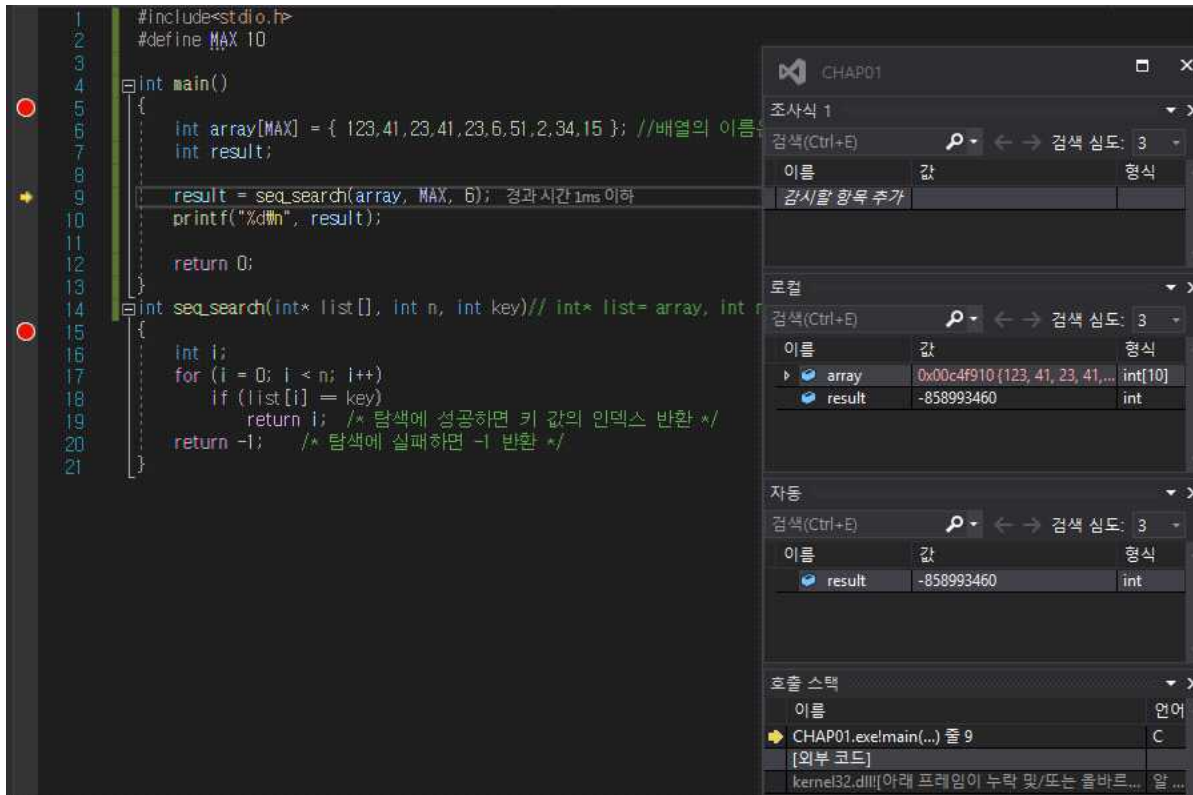 1 #include<stdio.h>
2 #define MAX 10
3
4 int main()
5 {
6 int array[MAX] = { 123,41,23,41,23,6,51,2,34,15 }; //배열의 이름은
7 int result;
8
9 result = seq_search(array, MAX, 6); 경과 시간 1ms 이하
10 printf("%d₩n", result);
11
12 return 0;
13 }
14 int seq_search(int* list[], int n, int key)// int* list= array, int
15 {
16 int i;
17 for (i = 0; i < n; i++)
18 if (list[i] == key)
19 return i; /* 탐색에 성공하면 키 값의 인덱스 반환 */
20 return -1; /* 탐색에 실패하면 -1 반환 */
21 }
CHAP01
조사식 1
검색(Ctrl+E) 검색 심도: 3
이름 값 형식
감시할 항목 추가
로컬
검색(Ctrl+E) 검색 심도: 3
이름 값 형식
array 0x00c4f910 {123, 41, 23, 41,... int[10]
result -858993460 int
자동
검색(Ctrl+E) 검색 심도: 3
이름 값 형식
result -858993460 int
호출 스택
이름 언어
CHAP01.exe!main(...) 줄 9 C
[외부 코드]
kernel32.dll![아래 프레임이 누락 및/또는 올바르... 알 ...